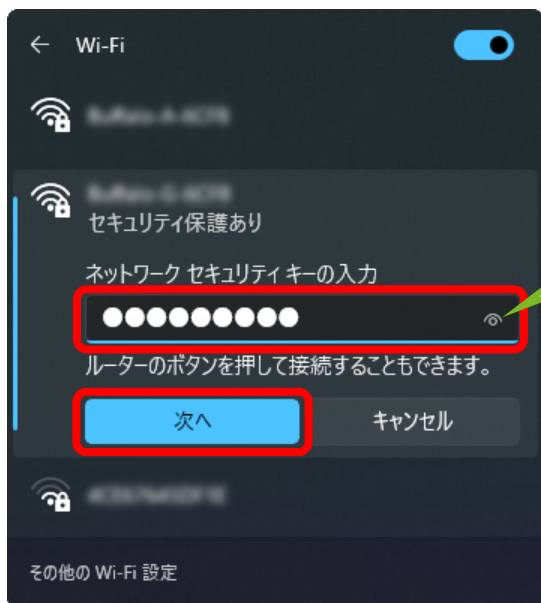 Wi-Fi
セキュリティ保護あり
ネットワーク セキュリティ キーの入力
●●●●●●●●●
ルーターのボタンを押して接続することもできます。
次へ
キャンセル
その他の Wi-Fi 設定